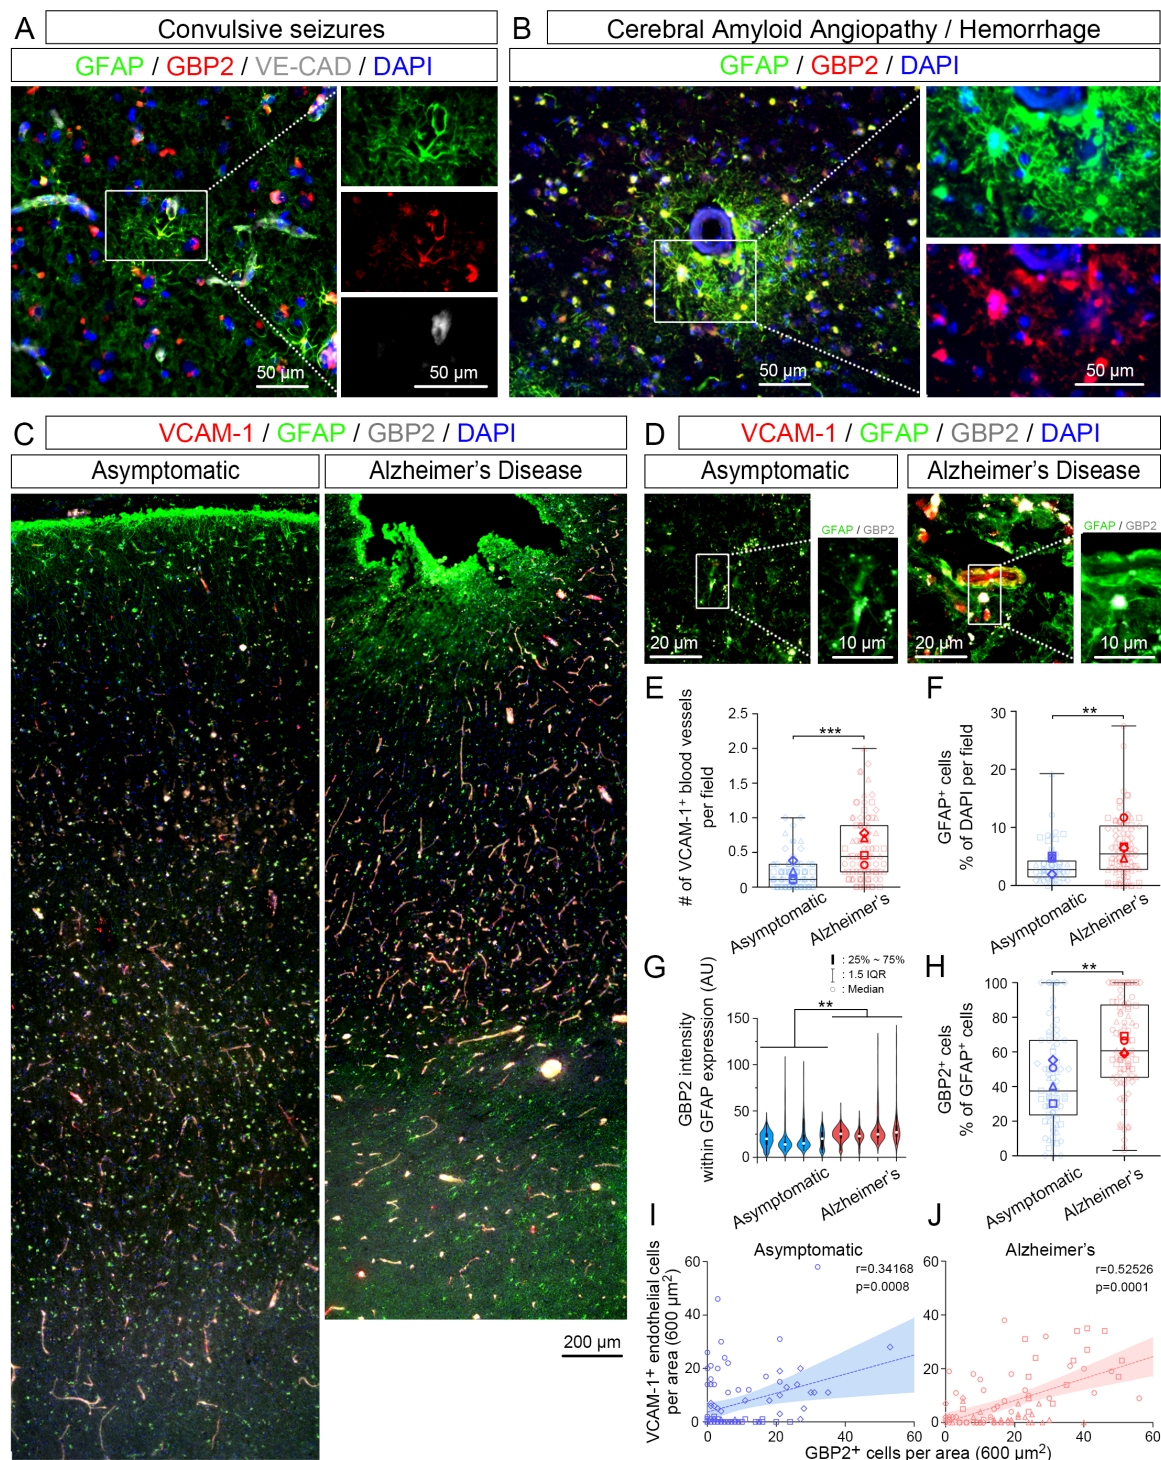 A
Convulsive seizures
GFAP / GBP2 / VE-CAD / DAPI
50 µm
50 µm
B
Cerebral Amyloid Angiopathy / Hemorrhage
GFAP / GBP2 / DAPI
50 µm
50 µm
C
VCAM-1 / GFAP / GBP2 / DAPI
Asymptomatic
Alzheimer's Disease
200 µm
D
VCAM-1 / GFAP / GBP2 / DAPI
Asymptomatic
Alzheimer's Disease
GFAP / GBP2
GFAP / GBP2
20 µm
10 µm
20 µm
10 µm
E
# of VCAM-1⁺ blood vessels
per field
2.5
2.0
1.5
1.0
0.5
0
***
Asymptomatic
Alzheimer's
F
GFAP⁺ cells
% of DAPI per field
30
20
10
0
**
Asymptomatic
Alzheimer's
G
GBP2 intensity
within GFAP expression (AU)
: 25% ~ 75%
: 1.5 IQR
: Median
150
100
50
25
0
**
Asymptomatic
Alzheimer's
H
GBP2⁺ cells
% of GFAP⁺ cells
100
80
60
40
20
0
**
Asymptomatic
Alzheimer's
I
Asymptomatic
r=0.34168
p=0.0008
VCAM-1⁺ endothelial cells
per area (600 µm²)
60
40
20
0
0 20 40 60
J
Alzheimer's
r=0.52526
p=0.0001
60
40
20
0
0 20 40 60
GBP2⁺ cells per area (600 µm²)